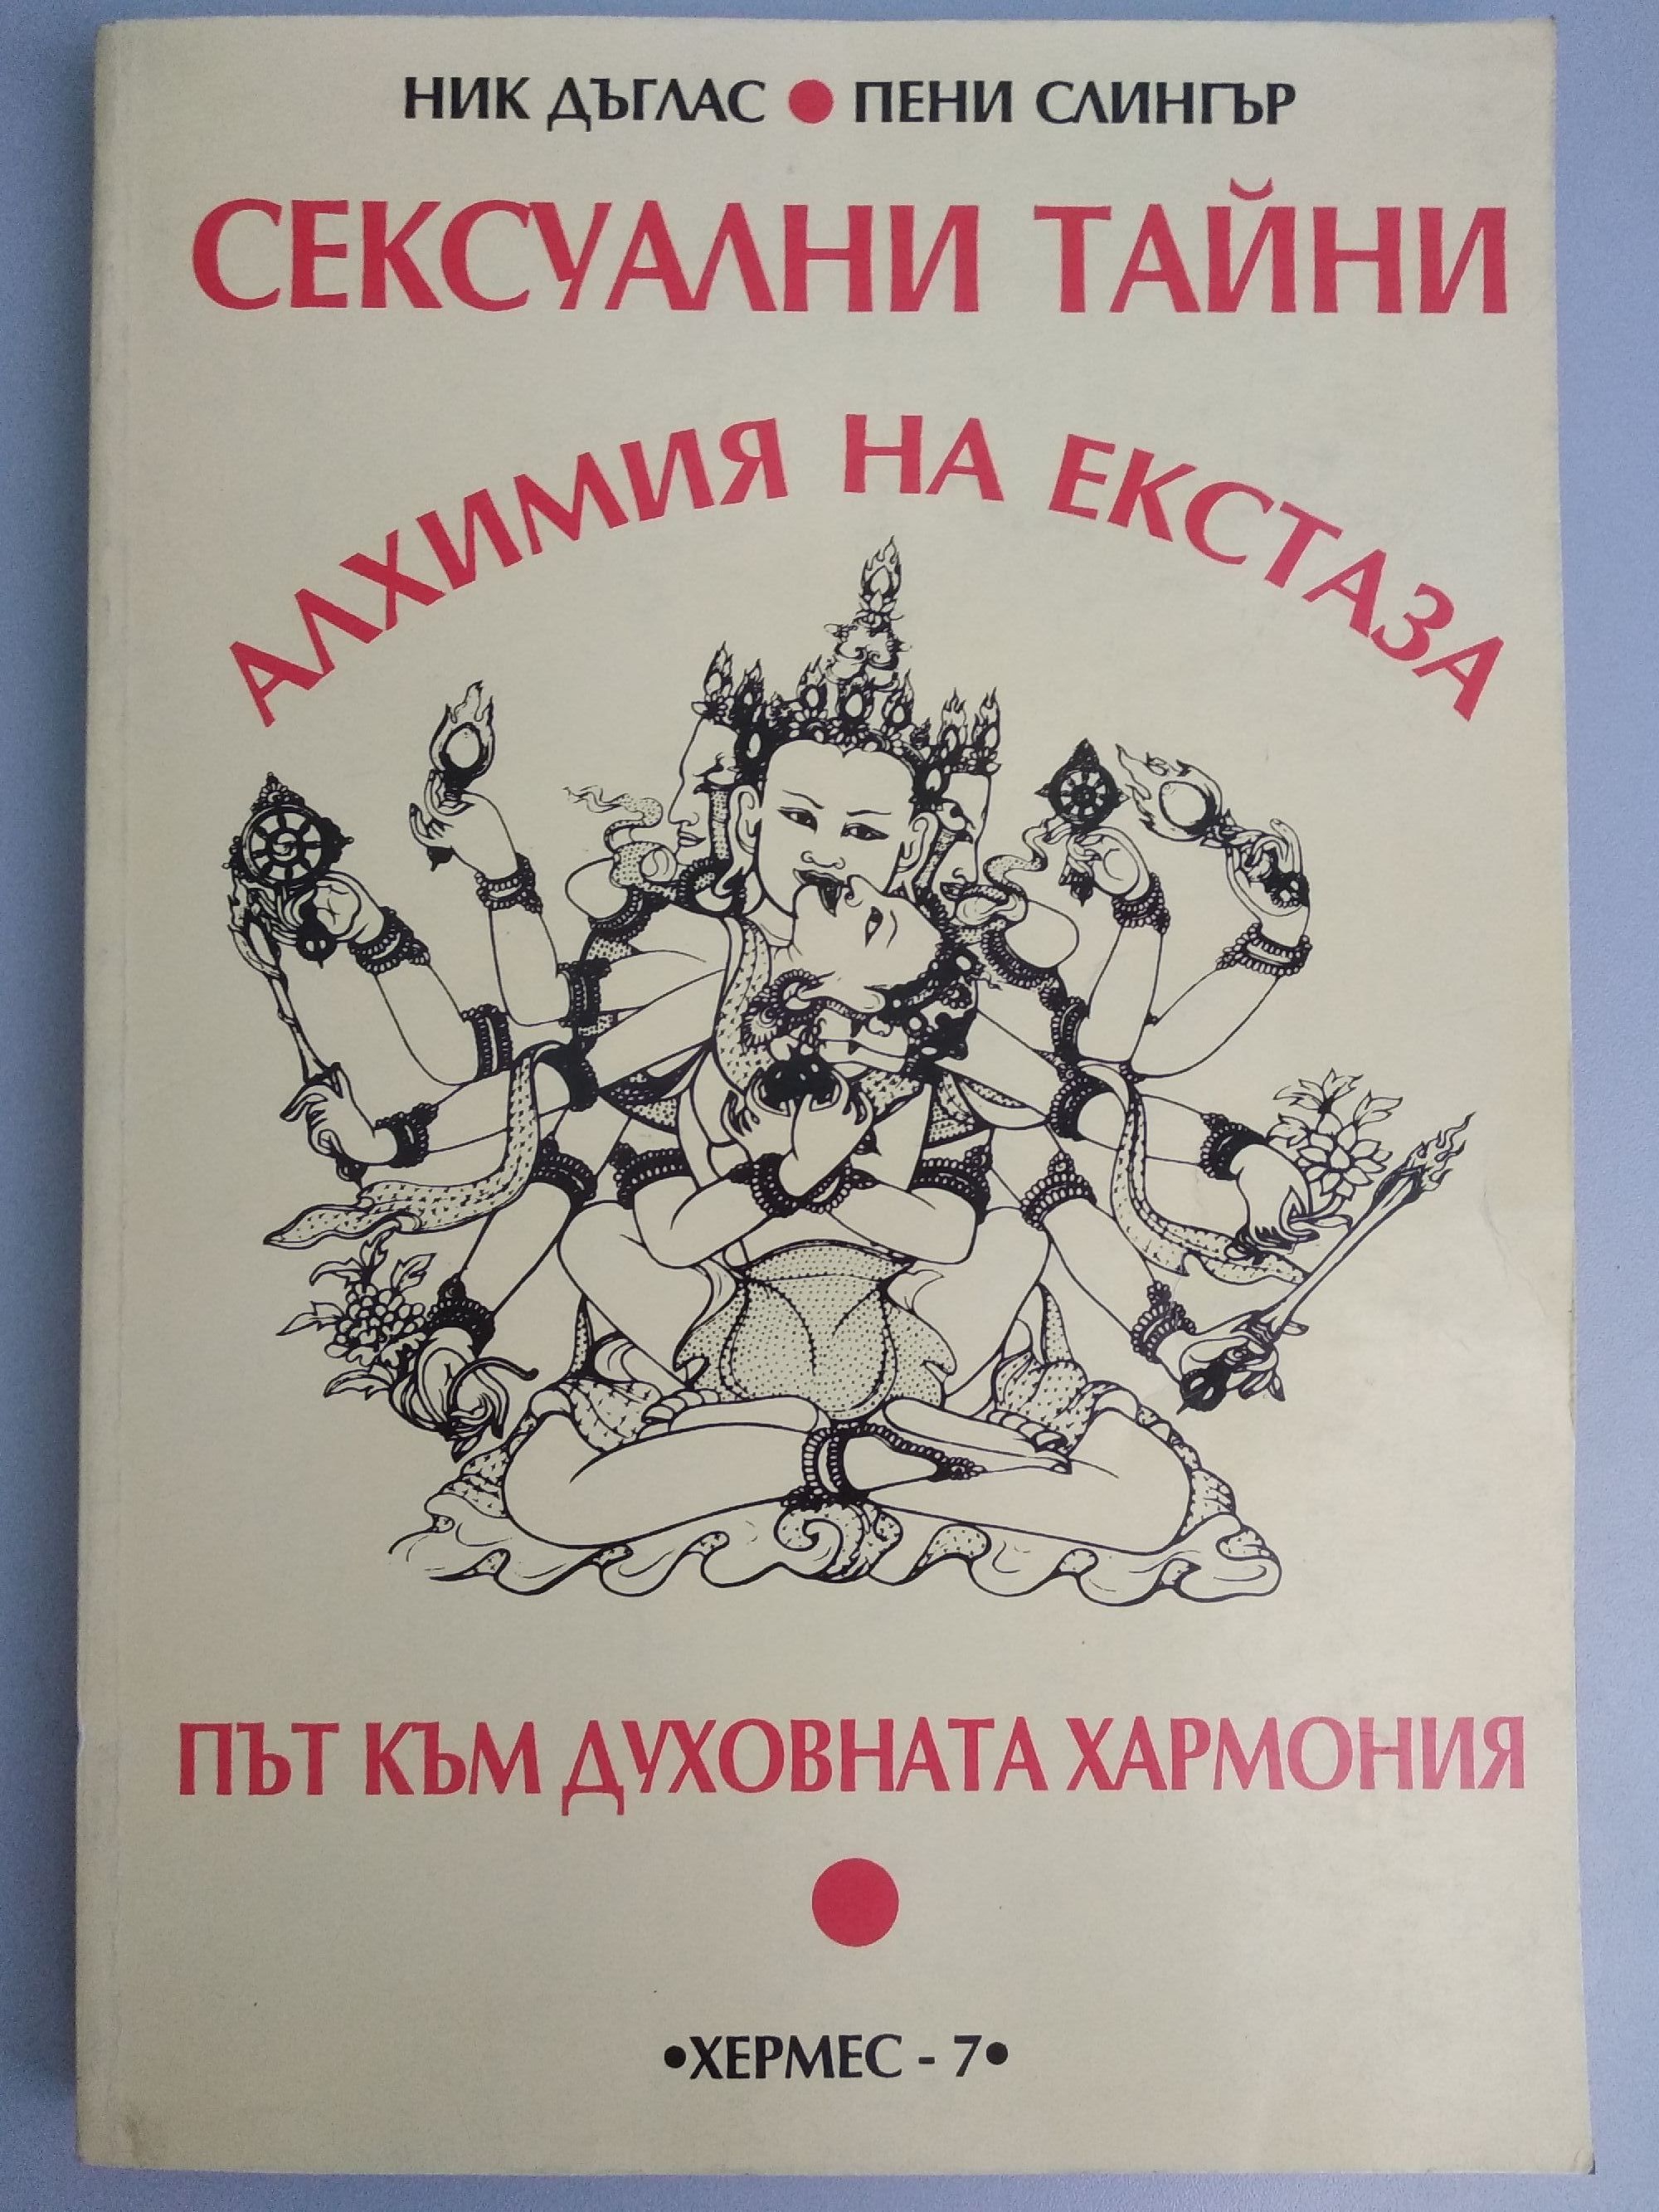 НИК ДЪГЛАС ● ПЕНИ СЛИНГЪР
СЕКСУАЛНИ ТАЙНИ
АЛХИМИЯ НА ЕКСТАЗА
ПЪТ КЪМ ДУХОВНАТА ХАРМОНИЯ
•ХЕРМЕС - 7•